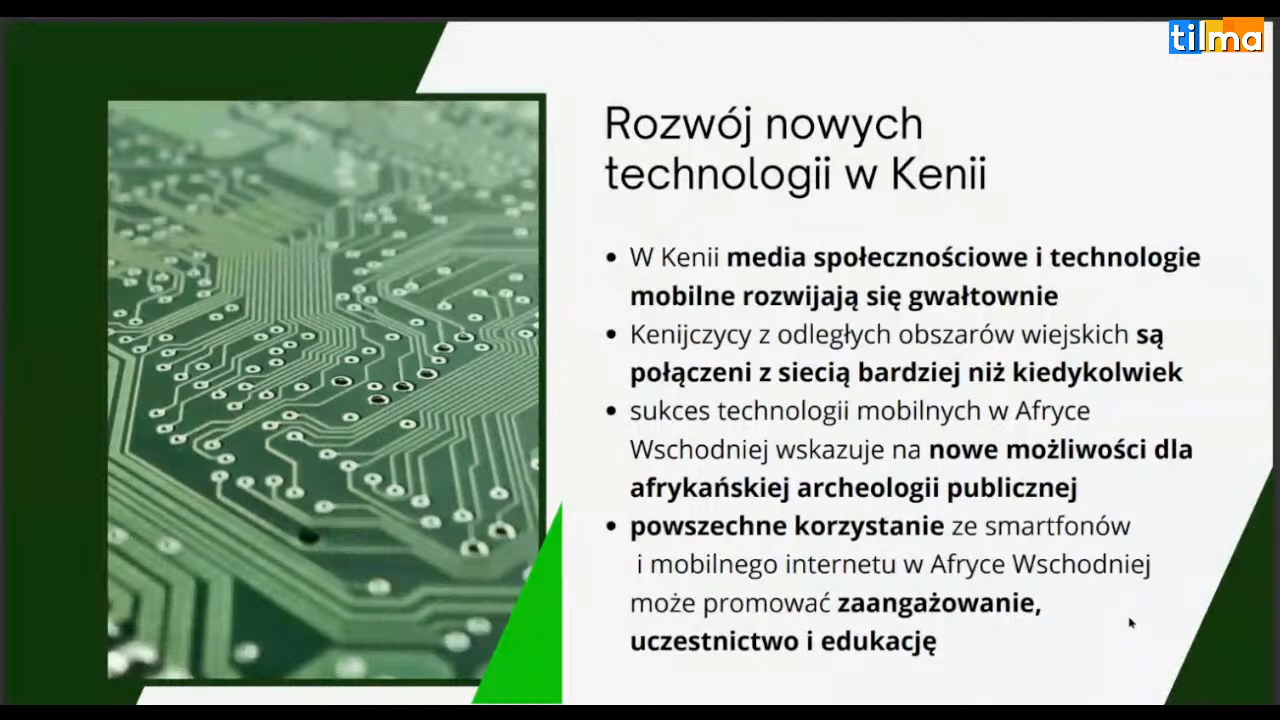 tilma
Rozwój nowych
technologii w Kenii
• W Kenii media społecznościowe i technologie
mobilne rozwijają się gwałtownie
• Kenijczycy z odległych obszarów wiejskich są
połączeni z siecią bardziej niż kiedykolwiek
• sukces technologii mobilnych w Afryce
Wschodniej wskazuje na nowe możliwości dla
afrykańskiej archeologii publicznej
• powszechne korzystanie ze smartfonów
i mobilnego internetu w Afryce Wschodniej
może promować zaangażowanie,
uczestnictwo i edukację